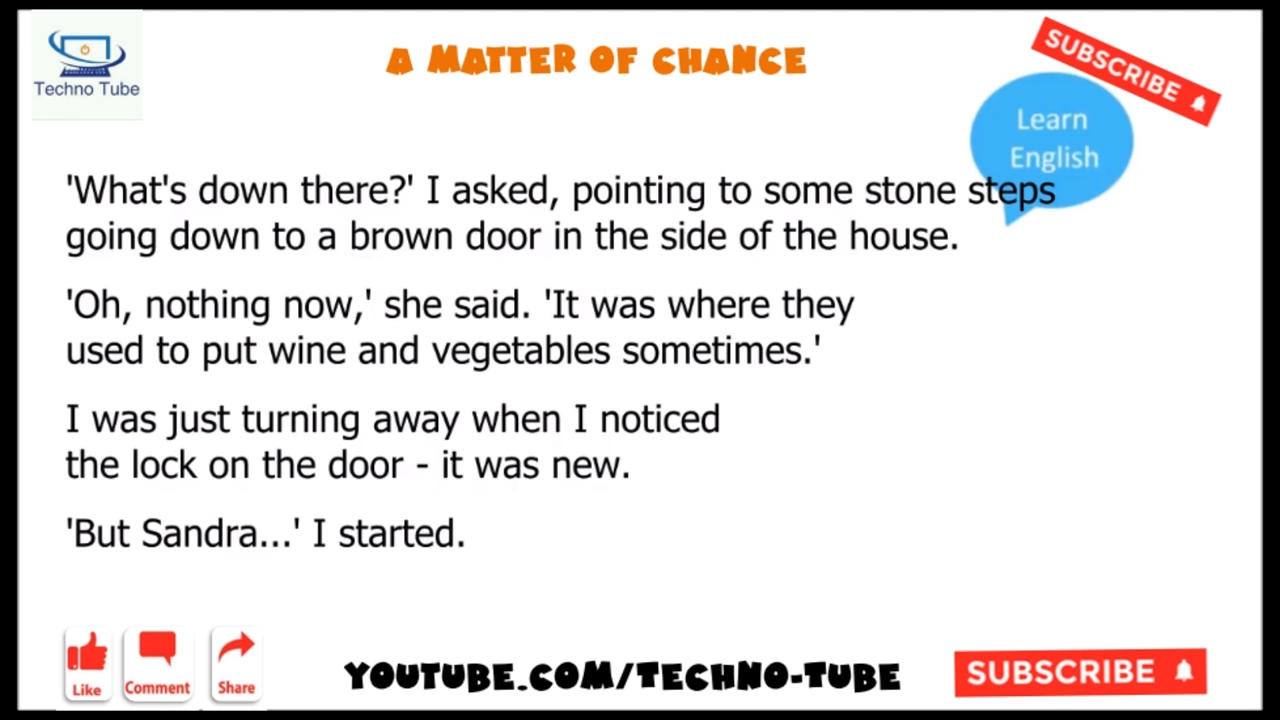 A MATTER OF CHANCE
SUBSCRIBE
Techno Tube
Learn
English
'What's down there?' I asked, pointing to some stone steps
going down to a brown door in the side of the house.
'Oh, nothing now,' she said. 'It was where they
used to put wine and vegetables sometimes.'
I was just turning away when I noticed
the lock on the door - it was new.
'But Sandra...' I started.
Like
Comment
Share
YOUTUBE.COM/TECHNO-TUBE
SUBSCRIBE